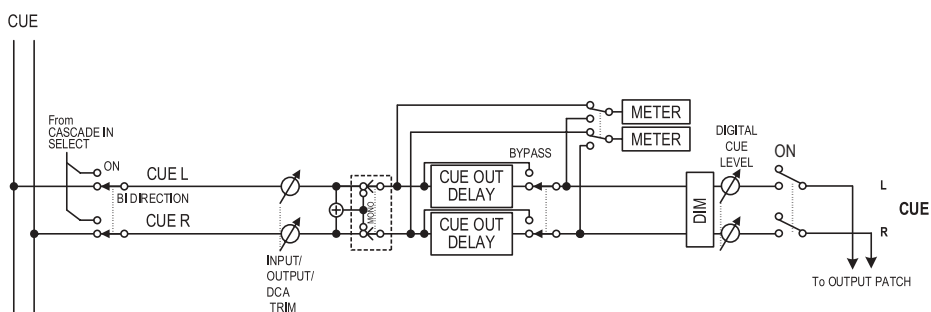 CUE
From
CASCADE IN
SELECT
ON
CUE L
BI DIRECTION
CUE R
INPUT/
OUTPUT/
DCA
TRIM
MONO
CUE OUT
DELAY
CUE OUT
DELAY
BYPASS
METER
METER
DIM
DIGITAL
CUE
LEVEL
ON
L
CUE
R
To OUTPUT PATCH